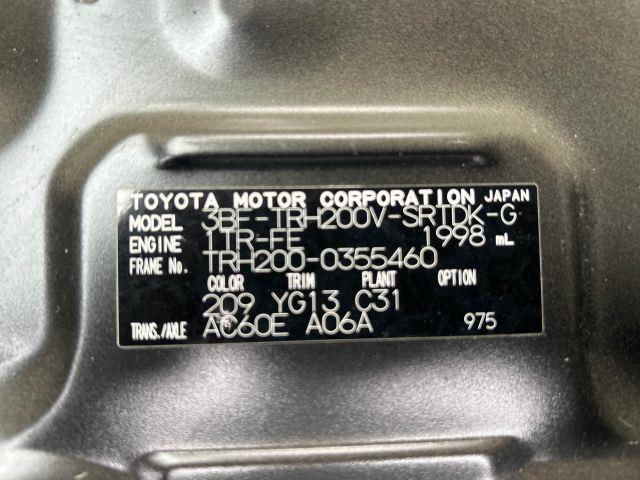 TOYOTA MOTOR CORPORATION JAPAN
MODEL 3BF-TRH200V-SRTDK-G
ENGINE 1TR-FE 1998 mL
FRAME No. TRH200-0355460
COLOR TRIM PLANT OPTION
209 YG13 C31
TRANS./AXLE AC60E A06A 975